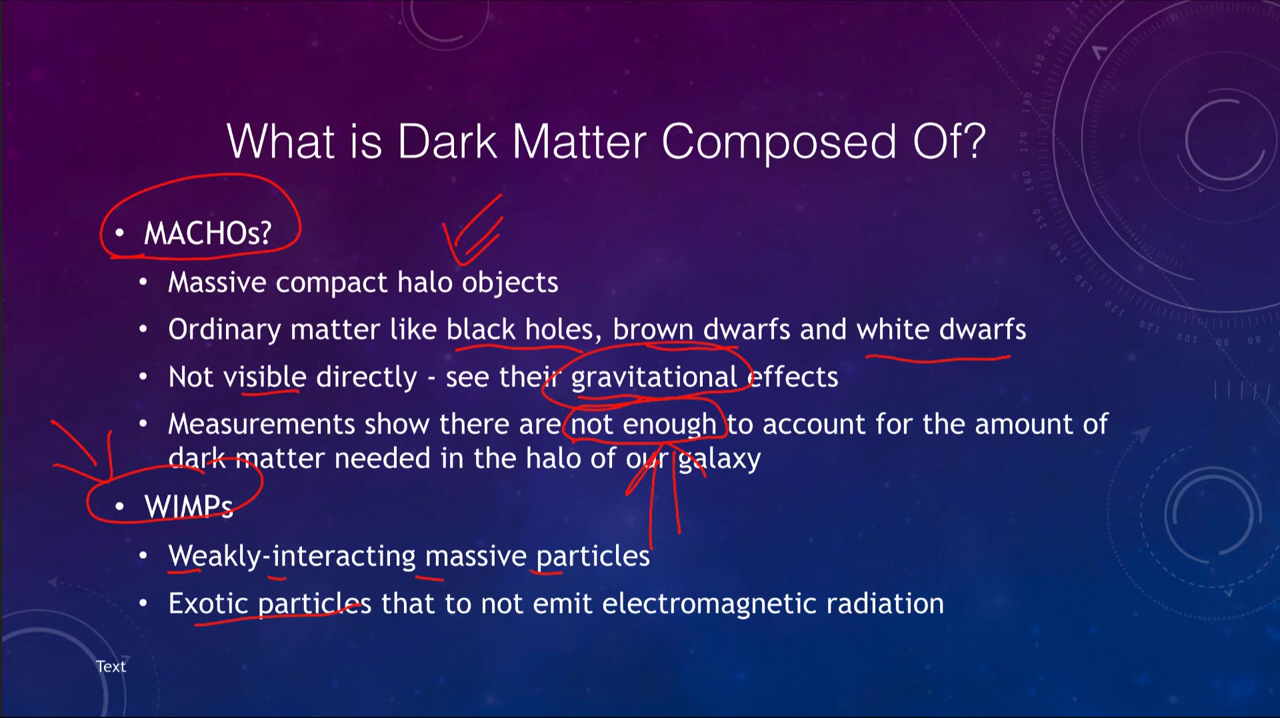 What is Dark Matter Composed Of?
• MACHOs?
• Massive compact halo objects
• Ordinary matter like black holes, brown dwarfs and white dwarfs
• Not visible directly - see their gravitational effects
• Measurements show there are not enough to account for the amount of
dark matter needed in the halo of our galaxy
• WIMPs
• Weakly-interacting massive particles
• Exotic particles that to not emit electromagnetic radiation
Text